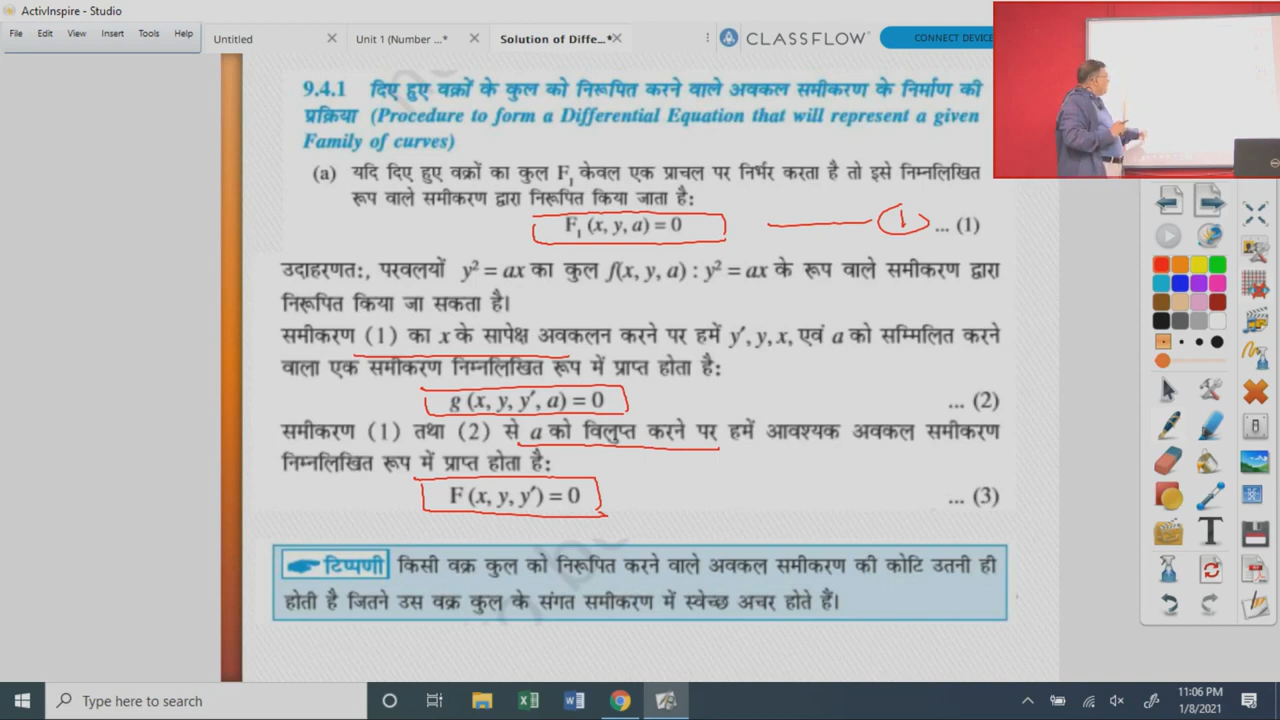 ActivInspire - Studio
File Edit View Insert Tools Help
Untitled
Unit 1 (Number ...*
Solution of Diffe...*
CLASSFLOW
CONNECT DEVICE
9.4.1 दिए हुए वक्रों के कुल को निरूपित करने वाले अवकल समीकरण के निर्माण की
प्रक्रिया (Procedure to form a Differential Equation that will represent a given
Family of curves)
(a) यदि दिए हुए वक्रों का कुल F₁ केवल एक प्राचल पर निर्भर करता है तो इसे निम्नलिखित
रूप वाले समीकरण द्वारा निरूपित किया जाता है:
F₁ (x, y, a) = 0 1 ... (1)
उदाहरणतः, परवलयों y² = ax का कुल f(x, y, a) : y² = ax के रूप वाले समीकरण द्वारा
निरूपित किया जा सकता है।
समीकरण (1) का x के सापेक्ष अवकलन करने पर हमें y′, y, x, एवं a को सम्मिलित करने
वाला एक समीकरण निम्नलिखित रूप में प्राप्त होता है:
g (x, y, y′, a) = 0 ... (2)
समीकरण (1) तथा (2) से a को विलुप्त करने पर हमें आवश्यक अवकल समीकरण
निम्नलिखित रूप में प्राप्त होता है:
F (x, y, y′) = 0 ... (3)
टिप्पणी किसी वक्र कुल को निरूपित करने वाले अवकल समीकरण की कोटि उतनी ही
होती है जितने उस वक्र कुल के संगत समीकरण में स्वेच्छ अचर होते हैं।
Type here to search
11:06 PM
1/8/2021